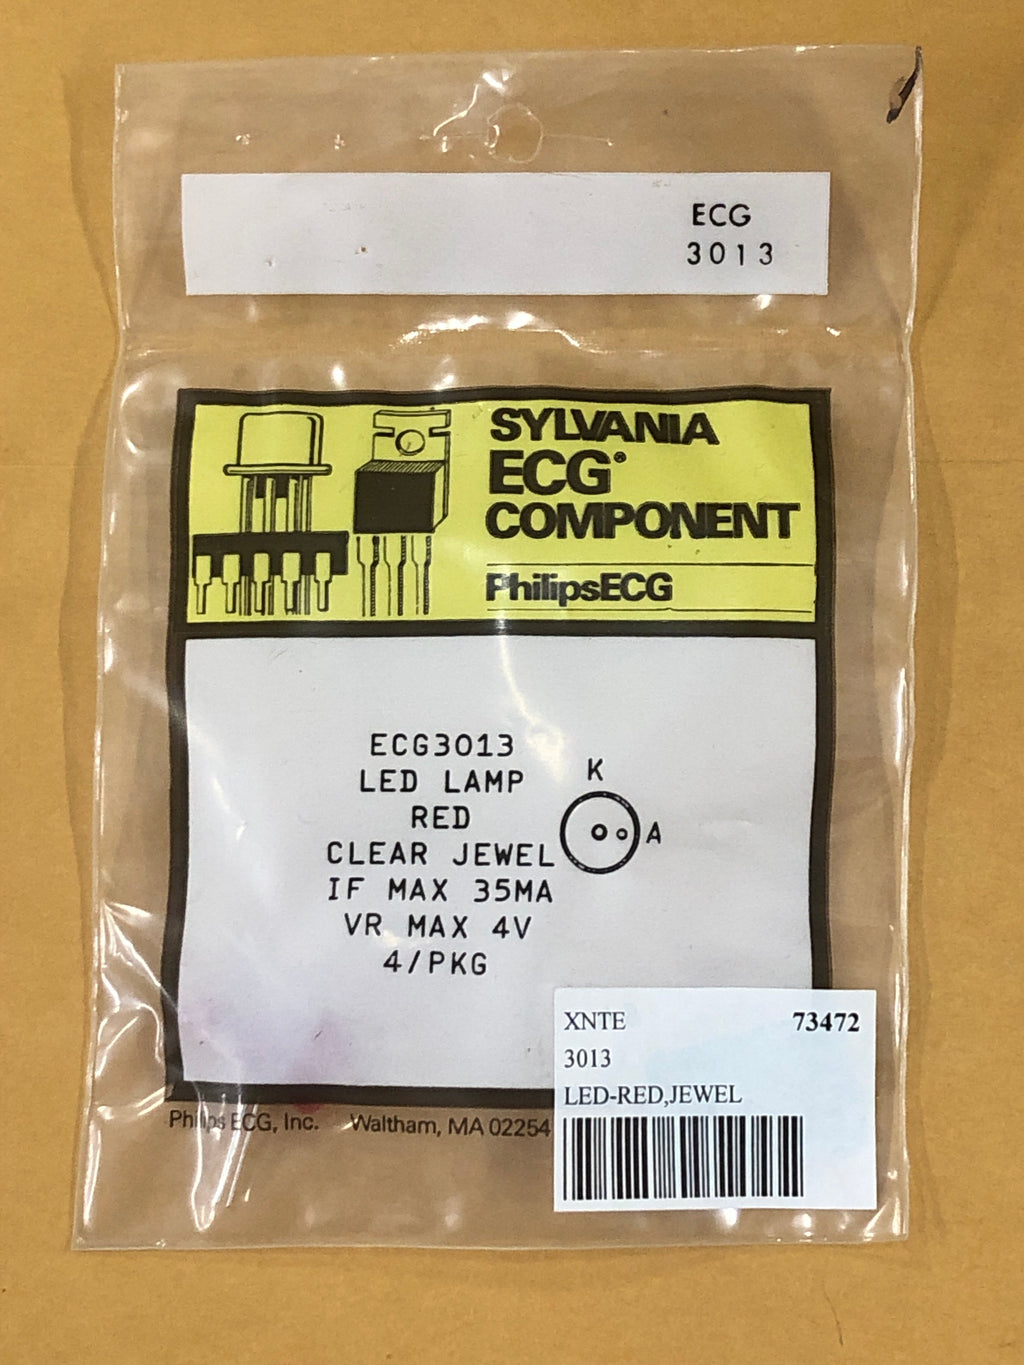 ECG
3013
SYLVANIA
ECG®
COMPONENT
PhilipsECG
ECG3013
LED LAMP
RED
CLEAR JEWEL
IF MAX 35MA
VR MAX 4V
4/PKG
K
A
XNTE 73472
3013
LED-RED,JEWEL
Philips ECG, Inc. Waltham, MA 02254